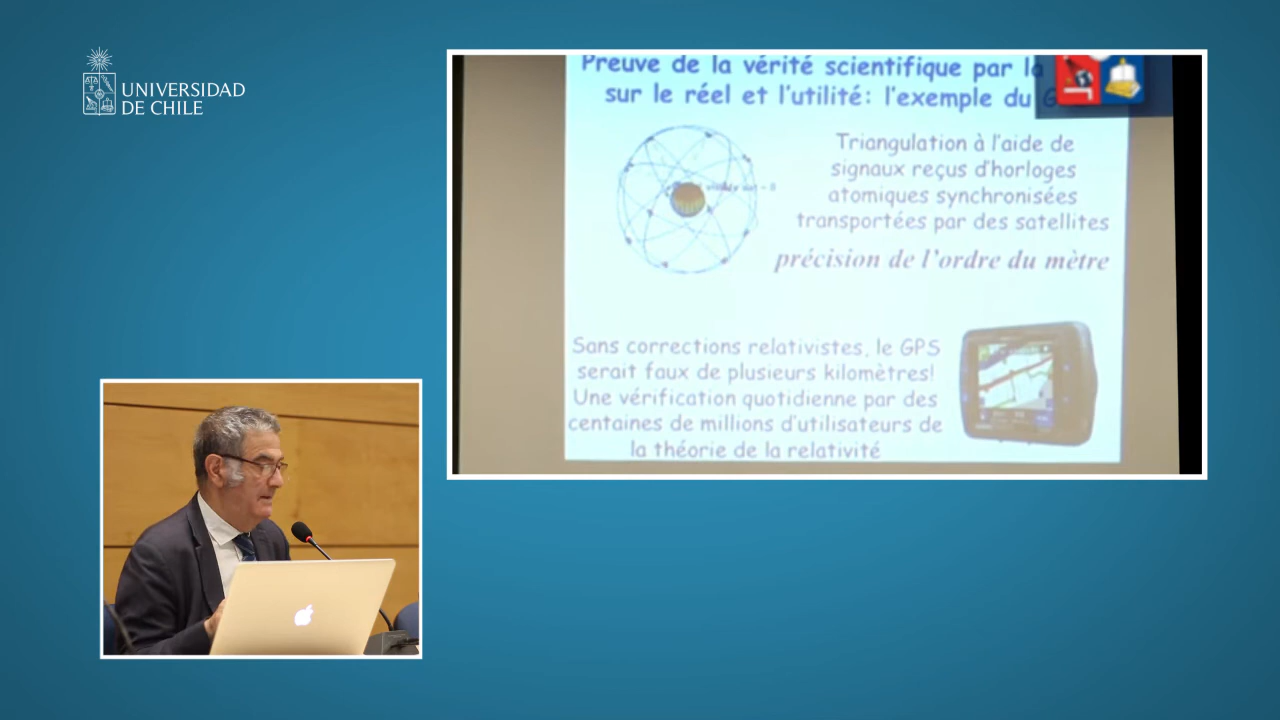 UNIVERSIDAD
DE CHILE
Preuve de la vérité scientifique par la
sur le réel et l'utilité: l'exemple du G
Triangulation à l'aide de
signaux reçus d'horloges
atomiques synchronisées
transportées par des satellites
précision de l'ordre du mètre
Sans corrections relativistes, le GPS
serait faux de plusieurs kilomètres!
Une vérification quotidienne par des
centaines de millions d'utilisateurs de
la théorie de la relativité